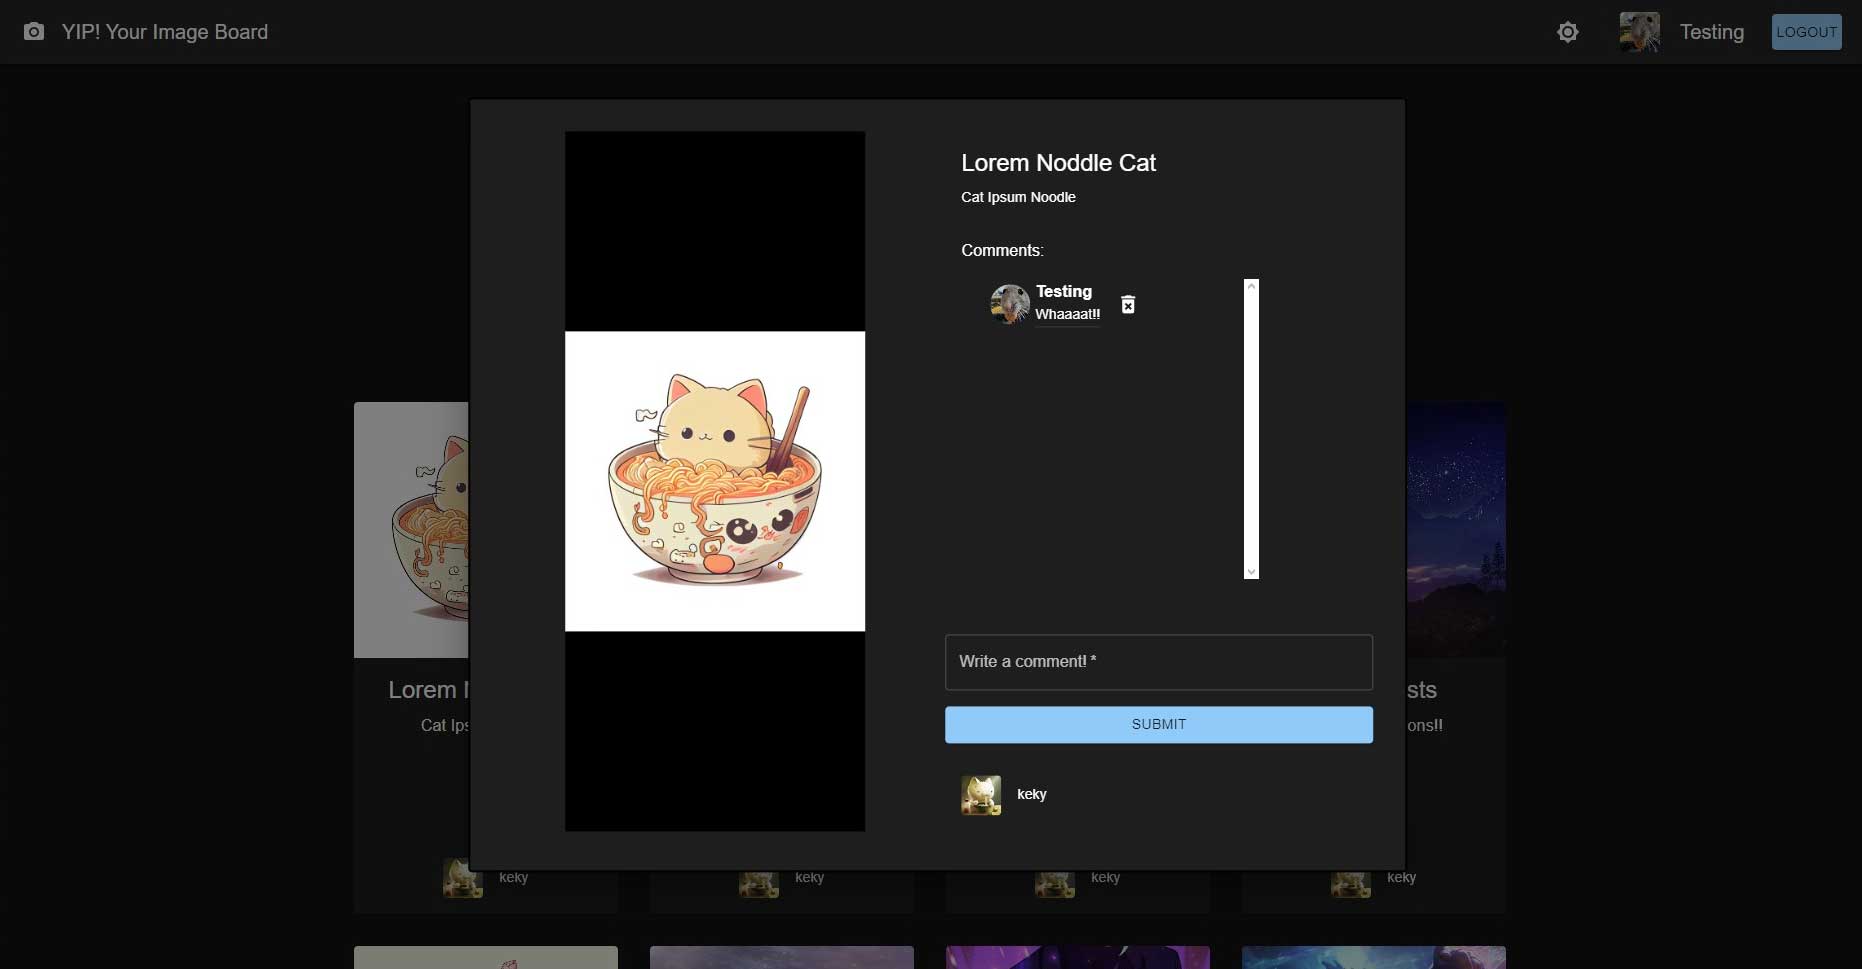 YIP! Your Image Board
Testing
LOGOUT
Lorem Noddle Cat
Cat Ipsum Noodle
Comments:
Testing
Whaaaat!!
Write a comment! *
SUBMIT
keky
Lorem
sts
Cat Ips
ons!!
keky
keky
keky
keky